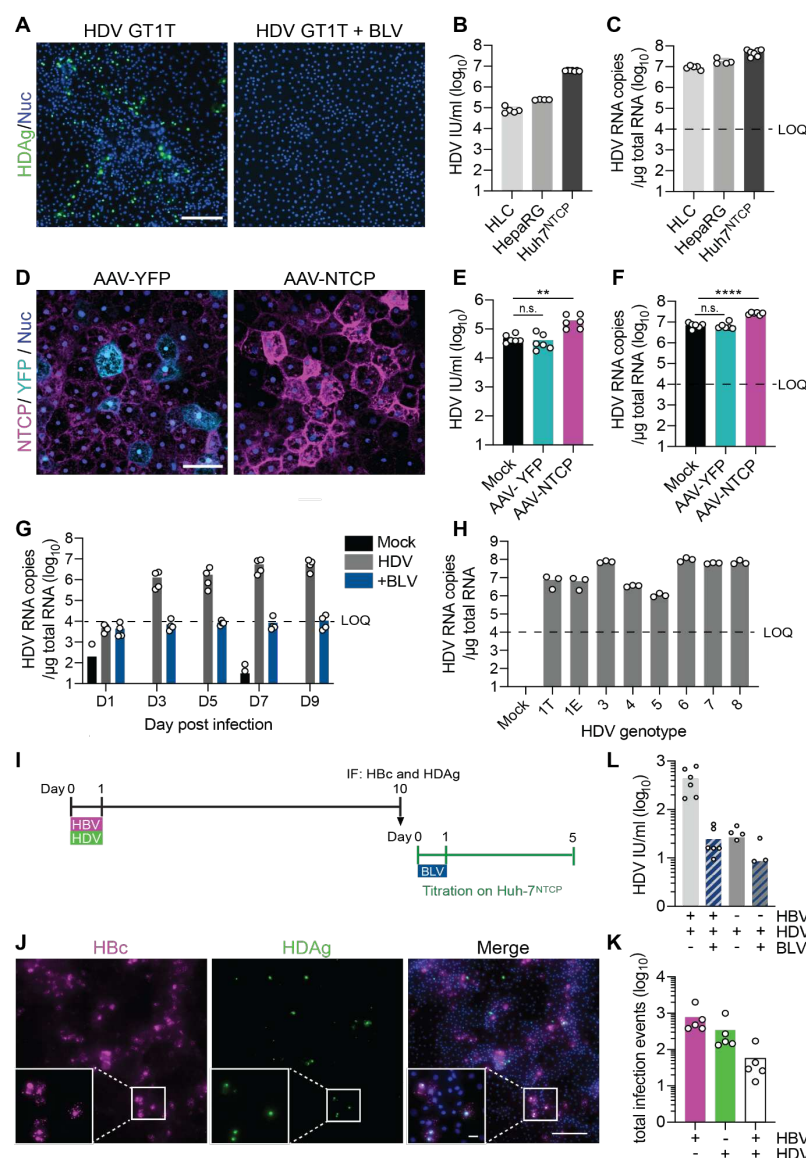 A
HDV GT1T
HDV GT1T + BLV
HDAg/Nuc
B
HDV IU/ml (log10)
8
7
6
5
4
3
2
1
HLC
HepaRG
Huh7NTCP
C
HDV RNA copies
/µg total RNA (log10)
8
7
6
5
4
3
2
1
LOQ
HLC
HepaRG
Huh7NTCP
D
AAV-YFP
AAV-NTCP
NTCP/ YFP / Nuc
E
HDV IU/ml (log10)
6
5
4
3
2
1
**
n.s.
Mock
AAV- YFP
AAV-NTCP
F
HDV RNA copies
/µg total RNA (log10)
8
7
6
5
4
3
2
1
****
n.s.
LOQ
Mock
AAV-YFP
AAV-NTCP
G
HDV RNA copies
/µg total RNA (log10)
8
7
6
5
4
3
2
1
Mock
HDV
+BLV
LOQ
D1 D3 D5 D7 D9
Day post infection
H
HDV RNA copies
/µg total RNA
9
8
7
6
5
4
3
2
1
LOQ
Mock 1T 1E 3 4 5 6 7 8
HDV genotype
I
IF: HBc and HDAg
Day 0 1 10
HBV
HDV
Day 0 1 5
BLV
Titration on Huh-7NTCP
L
HDV IU/ml (log10)
3
2
1
0
+ + - - HBV
+ + + + HDV
- + - + BLV
J
HBc
HDAg
Merge
K
total infection events (log10)
4
3
2
1
0
+ - + HBV
- + + HDV